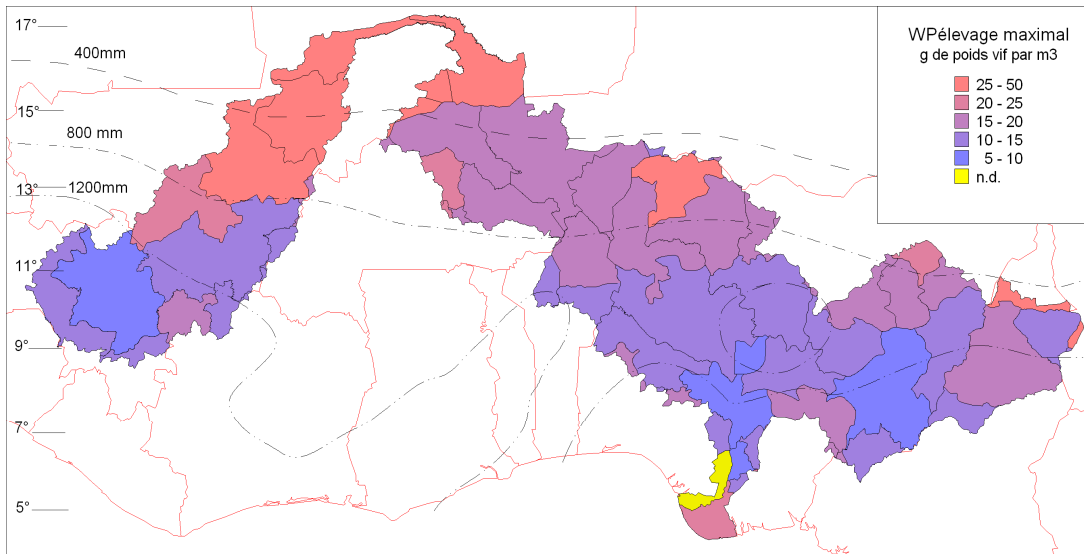 17°
400mm
15°
800 mm
13°
1200mm
11°
9°
7°
5°
WPélevage maximal
g de poids vif par m3
25 - 50
20 - 25
15 - 20
10 - 15
5 - 10
n.d.